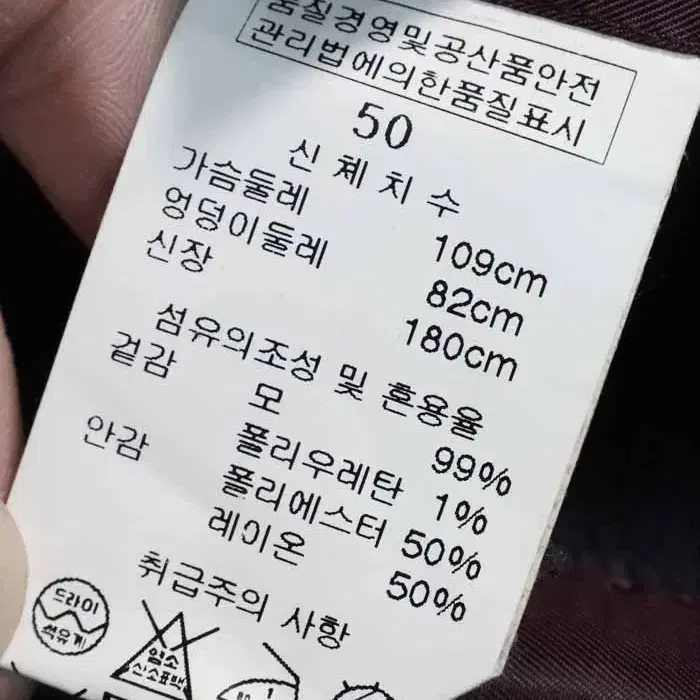 품질경영및공산품안전
관리법에의한품질표시
50
신 체 치 수
가슴둘레 109cm
엉덩이둘레 82cm
신장 180cm
섬유의조성 및 혼용율
겉감 모 99%
폴리우레탄 1%
안감 폴리에스터 50%
레이온 50%
취급주의 사항
드라이
석유계
염소
산소표백
1